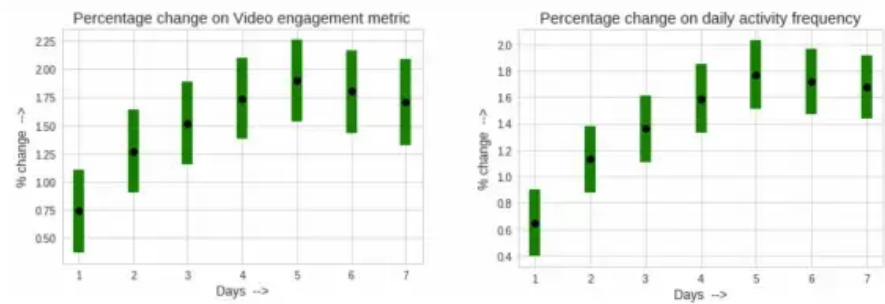 Percentage change on Video engagement metric
% change -->
2.25
2.00
1.75
1.50
1.25
1.00
0.75
0.50
1 2 3 4 5 6 7
Days -->
Percentage change on daily activity frequency
% change -->
2.0
1.8
1.6
1.4
1.2
1.0
0.8
0.6
0.4
1 2 3 4 5 6 7
Days -->